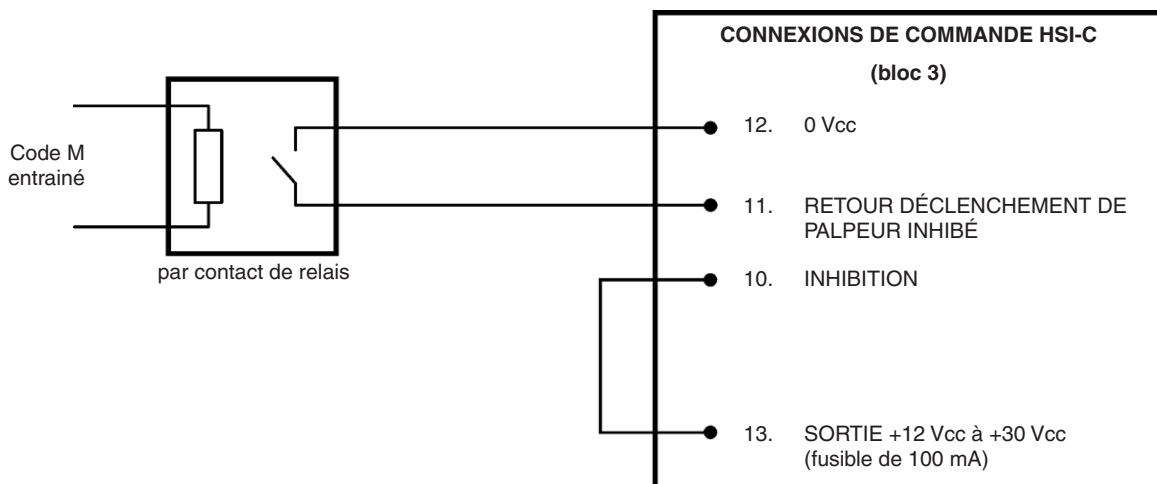 CONNEXIONS DE COMMANDE HSI-C
(bloc 3)
Code M
entrainé
par contact de relais
12. 0 Vcc
11. RETOUR DÉCLENCHEMENT DE
PALPEUR INHIBÉ
10. INHIBITION
13. SORTIE +12 Vcc à +30 Vcc
(fusible de 100 mA)